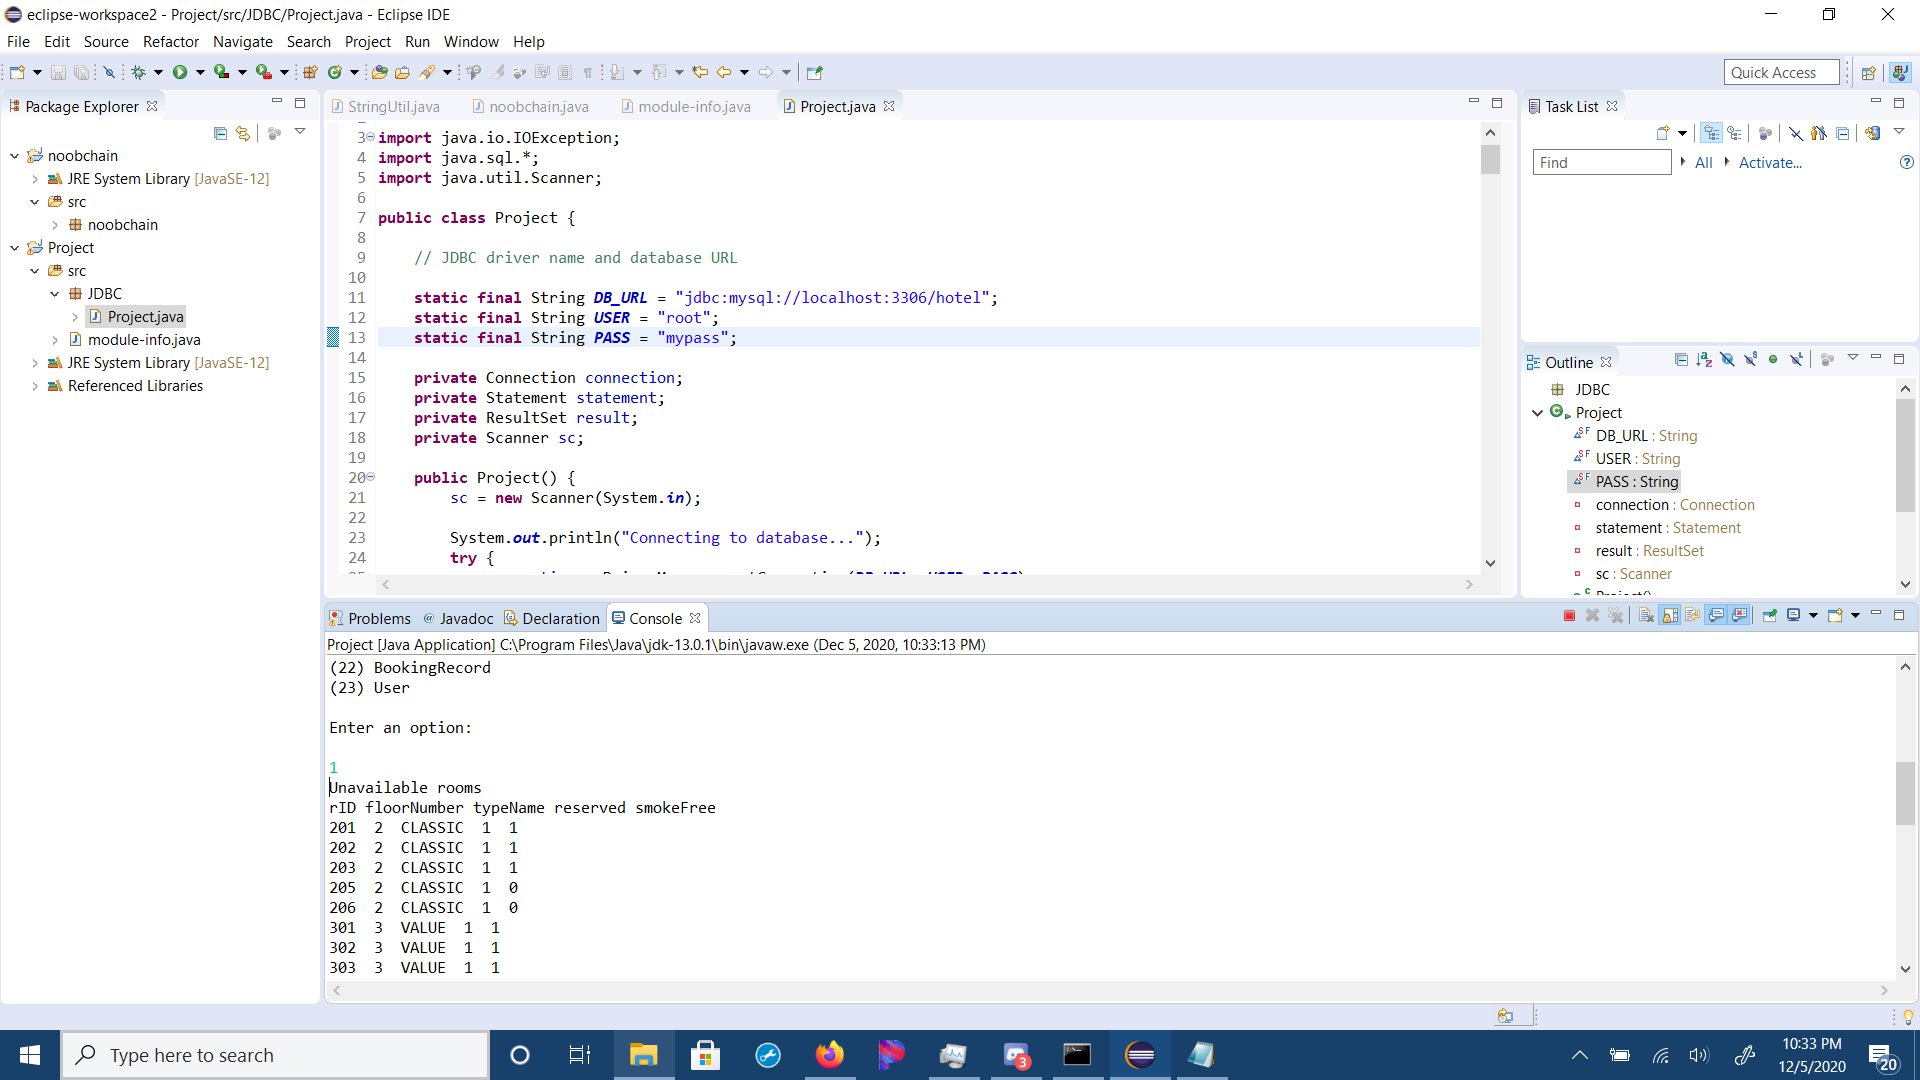 eclipse-workspace2 - Project/src/JDBC/Project.java - Eclipse IDE
File Edit Source Refactor Navigate Search Project Run Window Help
Quick Access
Package Explorer
noobchain
JRE System Library [JavaSE-12]
src
noobchain
Project
src
JDBC
Project.java
module-info.java
JRE System Library [JavaSE-12]
Referenced Libraries
StringUtil.java noobchain.java module-info.java Project.java
3 import java.io.IOException;
4 import java.sql.*;
5 import java.util.Scanner;
6
7 public class Project {
8
9 // JDBC driver name and database URL
10
11 static final String DB_URL = "jdbc:mysql://localhost:3306/hotel";
12 static final String USER = "root";
13 static final String PASS = "mypass";
14
15 private Connection connection;
16 private Statement statement;
17 private ResultSet result;
18 private Scanner sc;
19
20 public Project() {
21 sc = new Scanner(System.in);
22
23 System.out.println("Connecting to database...");
24 try {
Task List
Find All Activate...
Outline
JDBC
Project
DB_URL : String
USER : String
PASS : String
connection : Connection
statement : Statement
result : ResultSet
sc : Scanner
Problems @ Javadoc Declaration Console
Project [Java Application] C:\Program Files\Java\jdk-13.0.1\bin\javaw.exe (Dec 5, 2020, 10:33:13 PM)
(22) BookingRecord
(23) User
Enter an option:
1
Unavailable rooms
rID floorNumber typeName reserved smokeFree
201 2 CLASSIC 1 1
202 2 CLASSIC 1 1
203 2 CLASSIC 1 1
205 2 CLASSIC 1 0
206 2 CLASSIC 1 0
301 3 VALUE 1 1
302 3 VALUE 1 1
303 3 VALUE 1 1
Type here to search
3
10:33 PM
12/5/2020
20